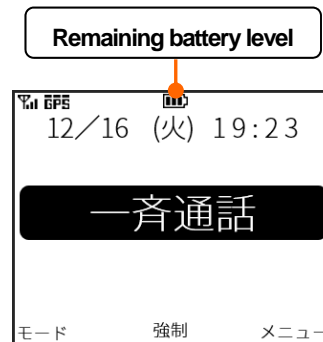 Remaining battery level
GPS
12／16 (火) 19:23
一斉通話
モード 強制 メニュー